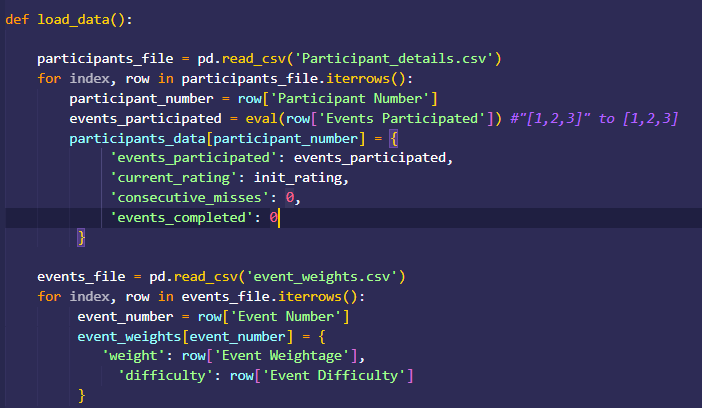 def load_data():
participants_file = pd.read_csv('Participant_details.csv')
for index, row in participants_file.iterrows():
participant_number = row['Participant Number']
events_participated = eval(row['Events Participated']) #"[1,2,3]" to [1,2,3]
participants_data[participant_number] = {
'events_participated': events_participated,
'current_rating': init_rating,
'consecutive_misses': 0,
'events_completed': 0
}
events_file = pd.read_csv('event_weights.csv')
for index, row in events_file.iterrows():
event_number = row['Event Number']
event_weights[event_number] = {
'weight': row['Event Weightage'],
'difficulty': row['Event Difficulty']
}